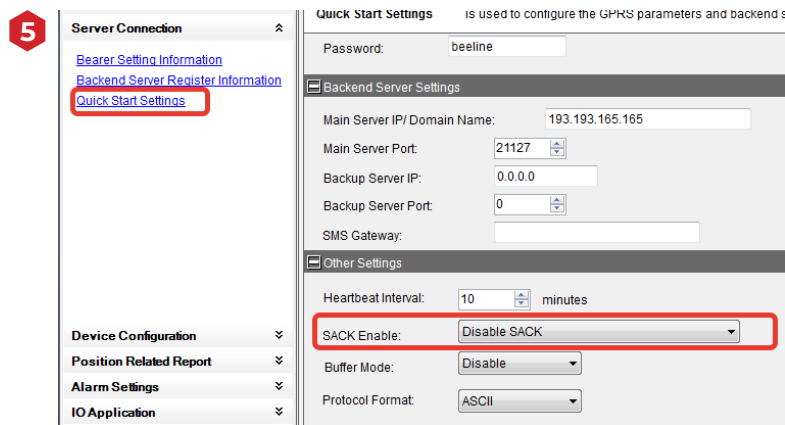 5
Server Connection
Bearer Setting Information
Backend Server Register Information
Quick Start Settings
Device Configuration
Position Related Report
Alarm Settings
IO Application
Quick Start Settings is used to configure the GPRS parameters and backend s
Password: beeline
Backend Server Settings
Main Server IP/ Domain Name: 193.193.165.165
Main Server Port: 21127
Backup Server IP: 0.0.0.0
Backup Server Port: 0
SMS Gateway:
Other Settings
Heartbeat Interval: 10 minutes
SACK Enable: Disable SACK
Buffer Mode: Disable
Protocol Format: ASCII